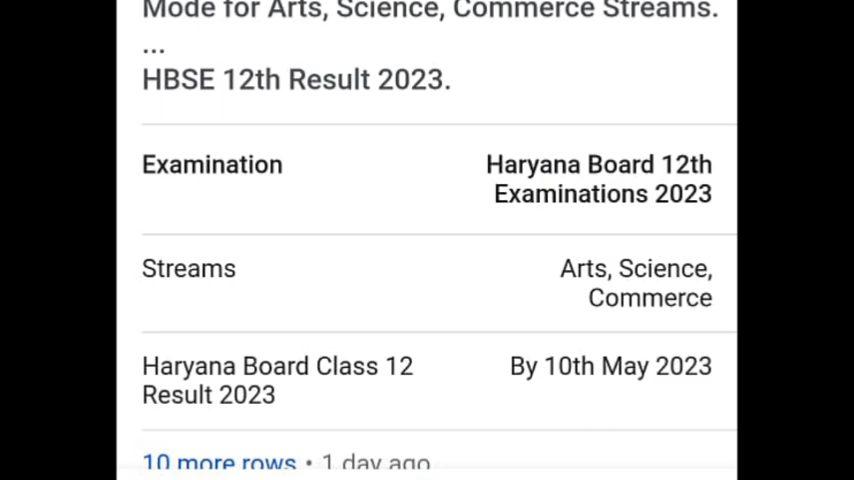 Mode for Arts, Science, Commerce Streams.
...
HBSE 12th Result 2023.
Examination Haryana Board 12th
Examinations 2023
Streams Arts, Science,
Commerce
Haryana Board Class 12 By 10th May 2023
Result 2023
10 more rows • 1 day ago